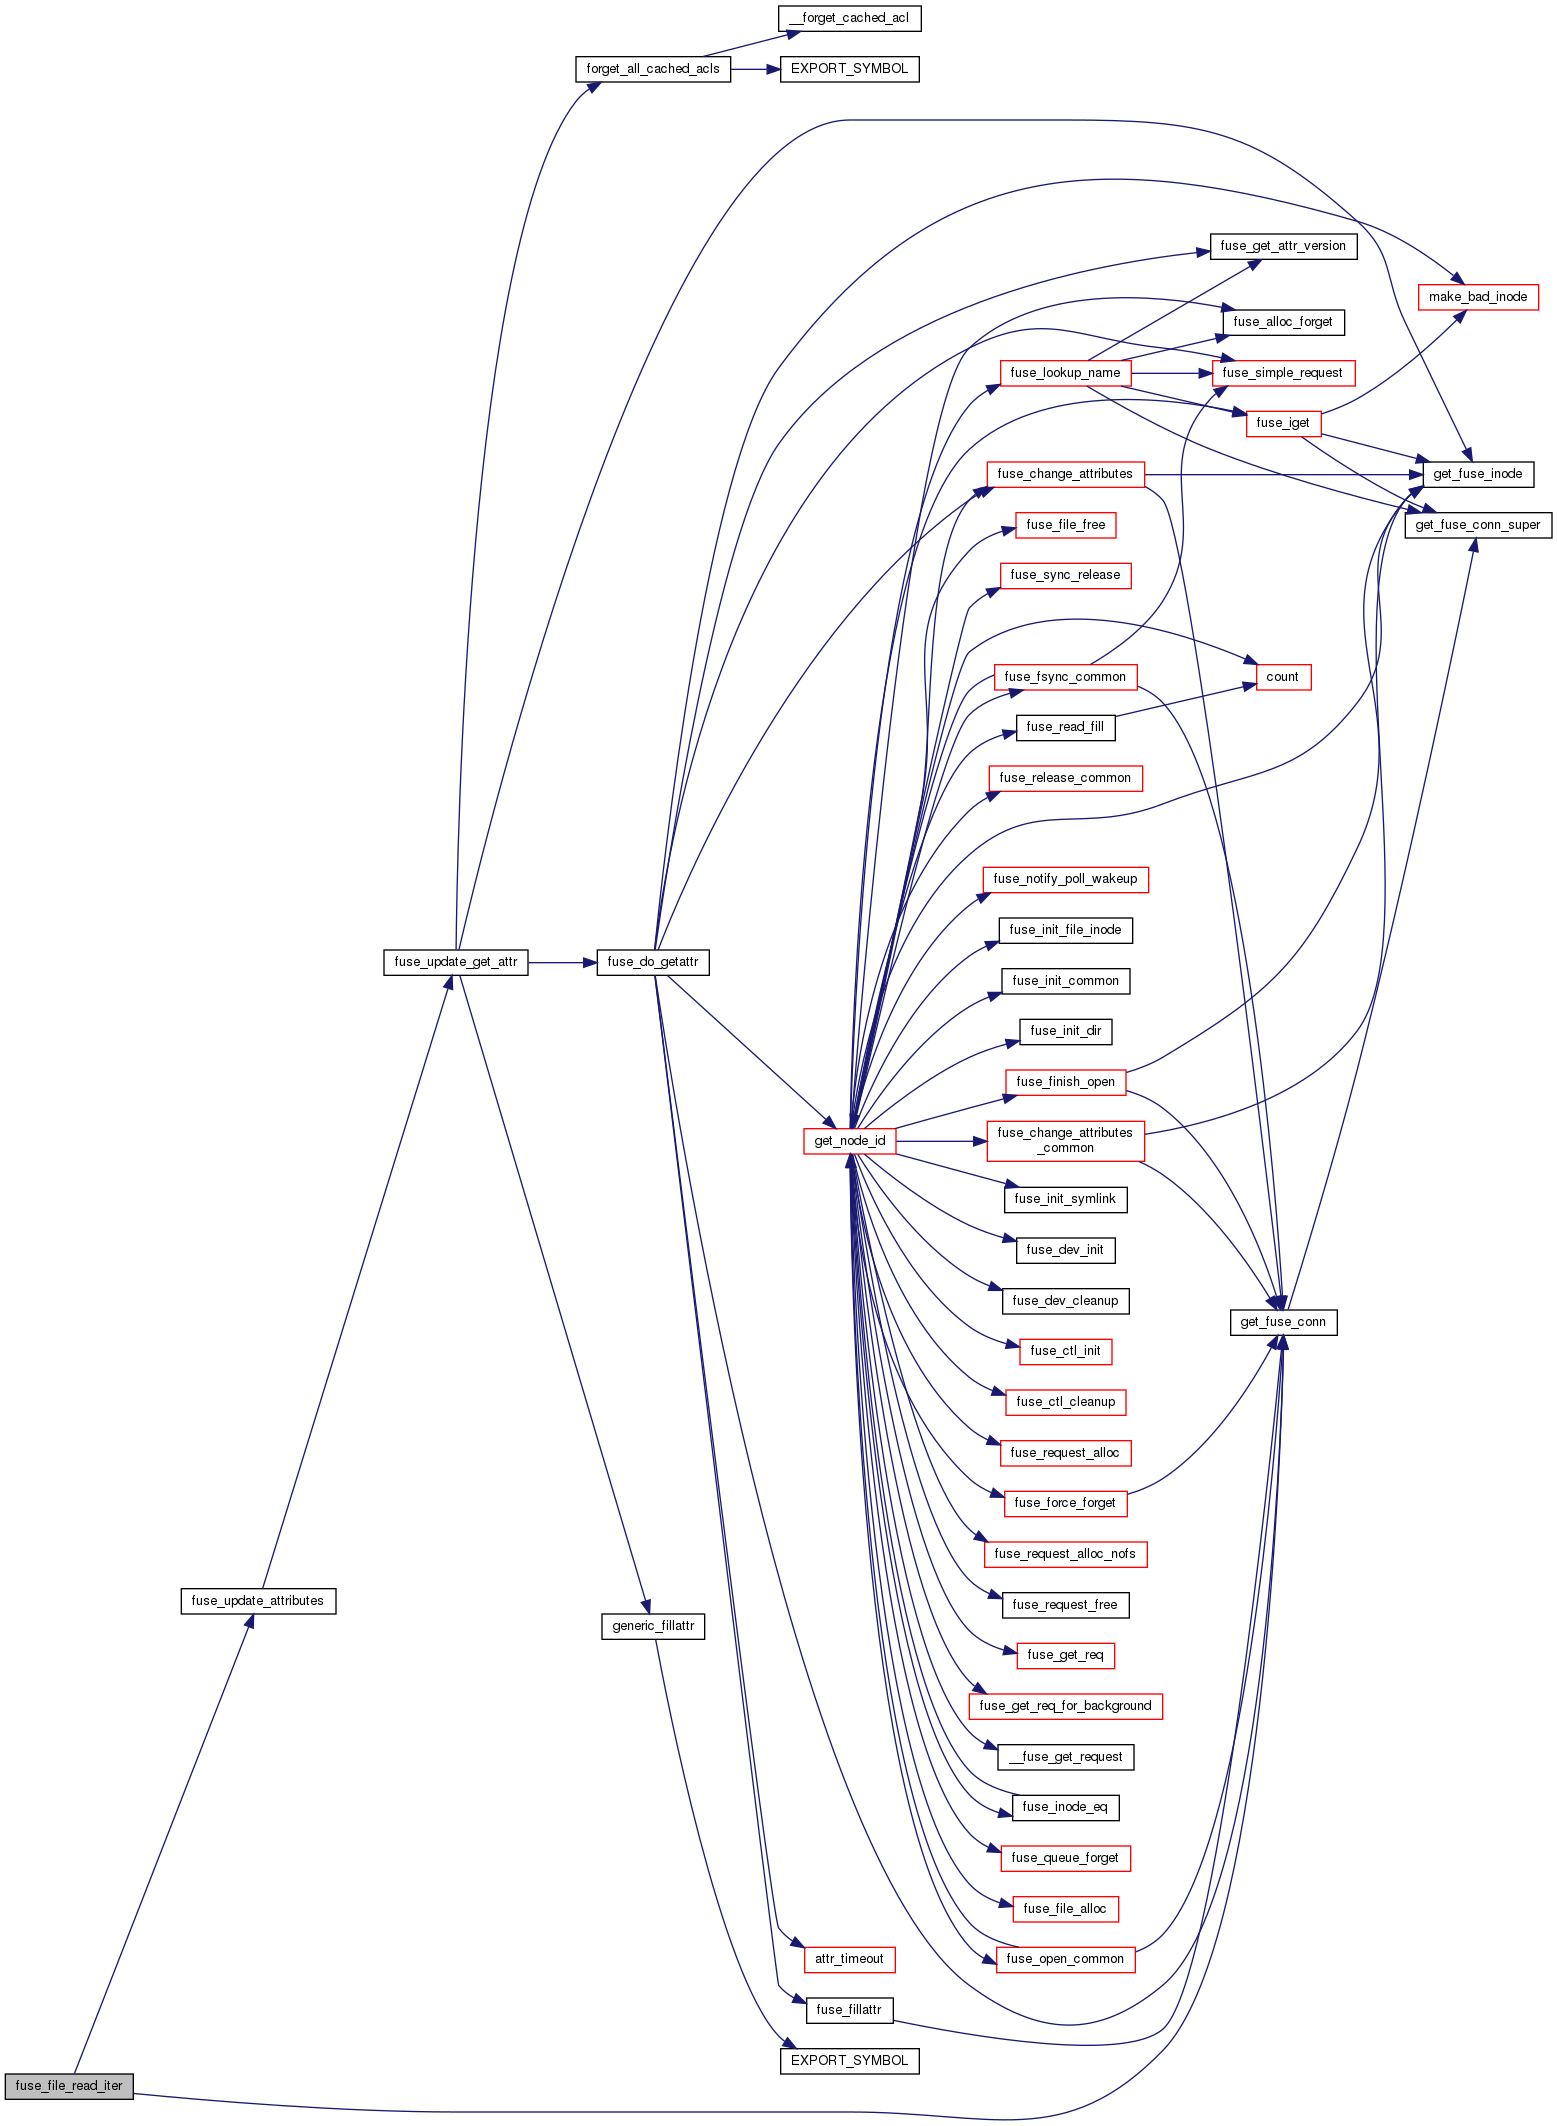 __forget_cached_acl
forget_all_cached_acls
EXPORT_SYMBOL
fuse_get_attr_version
make_bad_inode
fuse_alloc_forget
fuse_lookup_name
fuse_simple_request
fuse_iget
fuse_change_attributes
get_fuse_inode
fuse_file_free
get_fuse_conn_super
fuse_sync_release
fuse_fsync_common
count
fuse_read_fill
fuse_release_common
fuse_notify_poll_wakeup
fuse_init_file_inode
fuse_update_get_attr
fuse_do_getattr
fuse_init_common
fuse_init_dir
fuse_finish_open
get_node_id
fuse_change_attributes
_common
fuse_init_symlink
fuse_dev_init
fuse_dev_cleanup
get_fuse_conn
fuse_ctl_init
fuse_ctl_cleanup
fuse_request_alloc
fuse_force_forget
fuse_request_alloc_nofs
fuse_update_attributes
fuse_request_free
generic_fillattr
fuse_get_req
fuse_get_req_for_background
__fuse_get_request
fuse_inode_eq
fuse_queue_forget
fuse_file_alloc
attr_timeout
fuse_open_common
fuse_fillattr
EXPORT_SYMBOL
fuse_file_read_iter